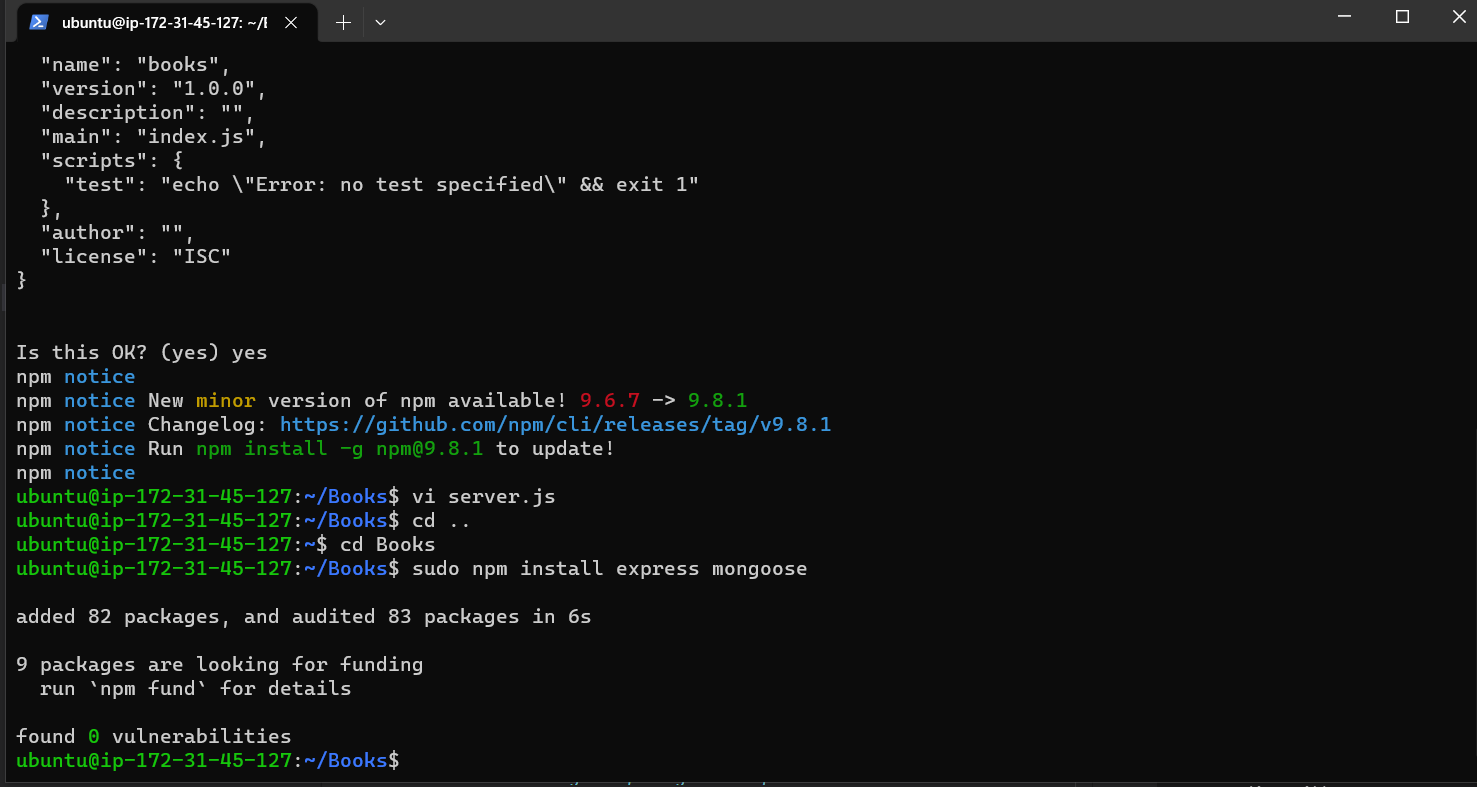 ubuntu@ip-172-31-45-127: ~/E
"name": "books",
"version": "1.0.0",
"description": "",
"main": "index.js",
"scripts": {
"test": "echo \"Error: no test specified\" && exit 1"
},
"author": "",
"license": "ISC"
}
Is this OK? (yes) yes
npm notice
npm notice New minor version of npm available! 9.6.7 -> 9.8.1
npm notice Changelog: https://github.com/npm/cli/releases/tag/v9.8.1
npm notice Run npm install -g npm@9.8.1 to update!
npm notice
ubuntu@ip-172-31-45-127:~/Books$ vi server.js
ubuntu@ip-172-31-45-127:~/Books$ cd ..
ubuntu@ip-172-31-45-127:~$ cd Books
ubuntu@ip-172-31-45-127:~/Books$ sudo npm install express mongoose
added 82 packages, and audited 83 packages in 6s
9 packages are looking for funding
run `npm fund` for details
found 0 vulnerabilities
ubuntu@ip-172-31-45-127:~/Books$